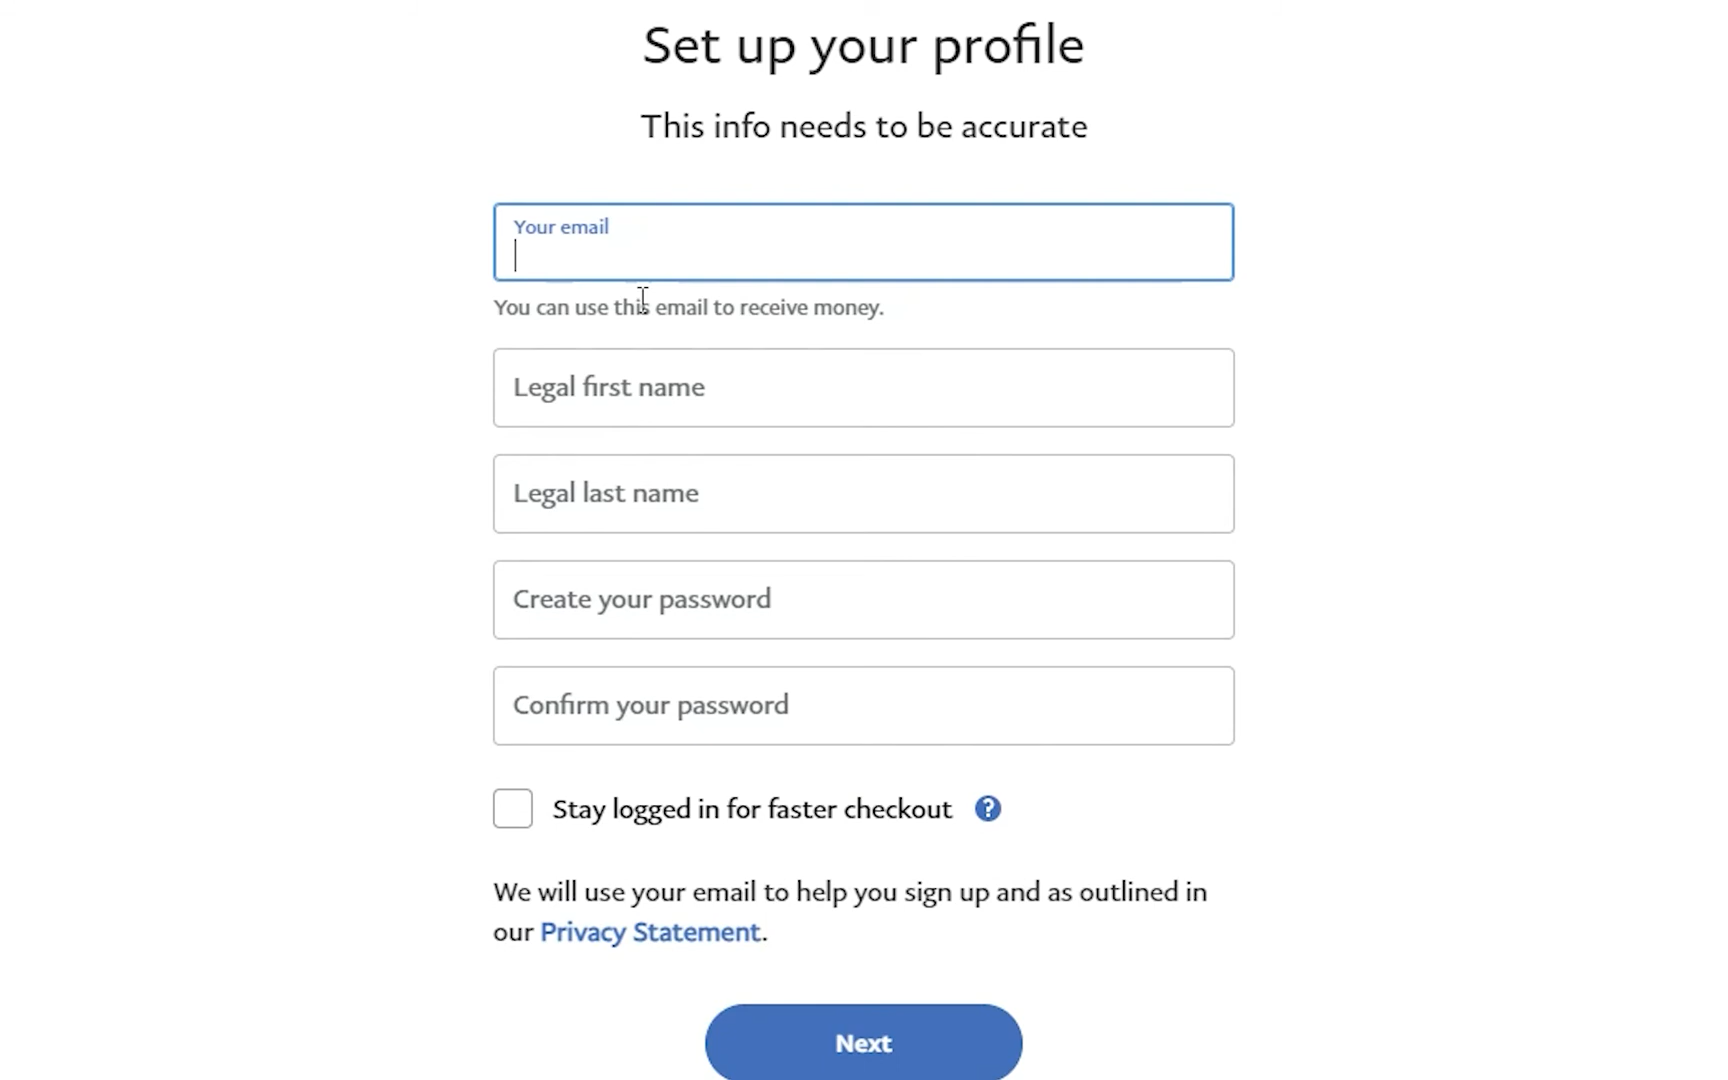 Set up your profile
This info needs to be accurate
Your email
You can use this email to receive money.
Legal first name
Legal last name
Create your password
Confirm your password
Stay logged in for faster checkout ?
We will use your email to help you sign up and as outlined in
our Privacy Statement.
Next